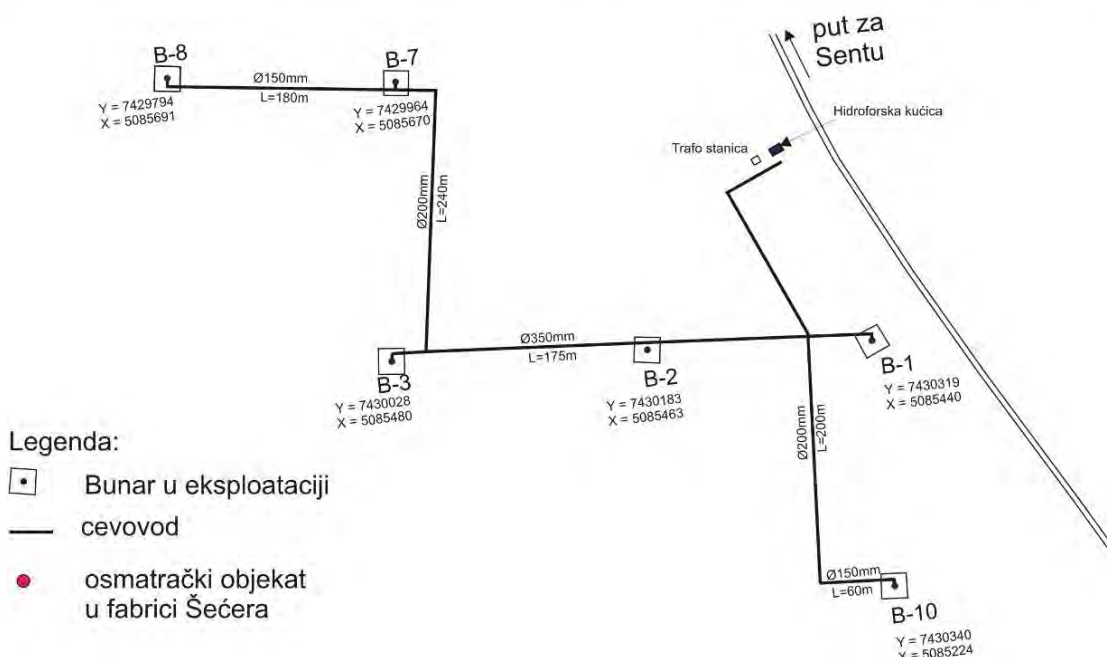 put za
Sentu
B-8
B-7
Ø150mm
L=180m
Y = 7429794
X = 5085691
Y = 7429964
X = 5085670
Hidroforska kućica
Trafo stanica
Ø200mm
L=240m
Ø350mm
L=175m
B-3
B-2
B-1
Y = 7430028
X = 5085480
Y = 7430183
X = 5085463
Y = 7430319
X = 5085440
Ø200mm
L=200m
Legenda:
Bunar u eksploataciji
cevovod
osmatrački objekat
u fabrici Šećera
Ø150mm
L=60m
B-10
Y = 7430340
X = 5085224